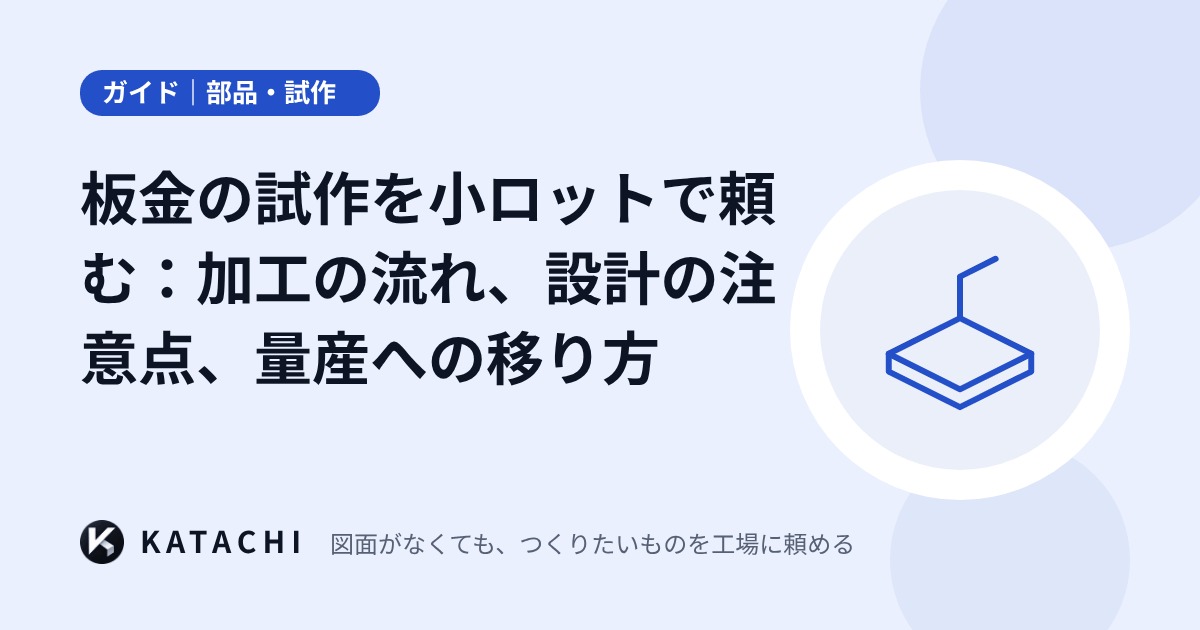 ガイド｜部品・試作
板金の試作を小ロットで頼
む：加工の流れ、設計の注
意点、量産への移り方
KATACHI 図面がなくても、つくりたいものを工場に頼める